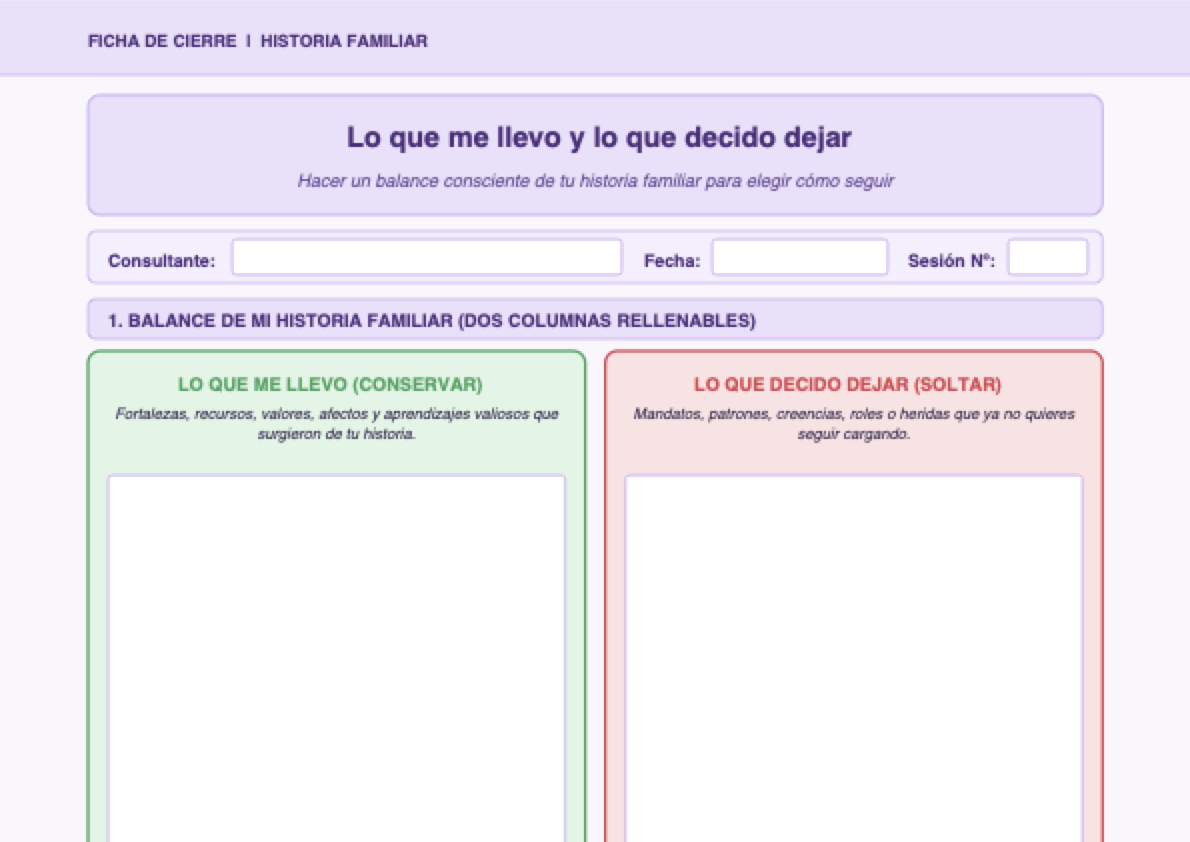 FICHA DE CIERRE | HISTORIA FAMILIAR
Lo que me llevo y lo que decido dejar
Hacer un balance consciente de tu historia familiar para elegir cómo seguir
Consultante:
Fecha:
Sesión Nº:
1. BALANCE DE MI HISTORIA FAMILIAR (DOS COLUMNAS RELLENABLES)
LO QUE ME LLEVO (CONSERVAR)
Fortalezas, recursos, valores, afectos y aprendizajes valiosos que
surgieron de tu historia.
LO QUE DECIDO DEJAR (SOLTAR)
Mandatos, patrones, creencias, roles o heridas que ya no quieres
seguir cargando.